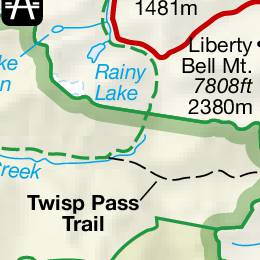 1481m
Liberty
Bell Mt.
7808ft
2380m
Rainy
Lake
Creek
Twisp Pass
Trail